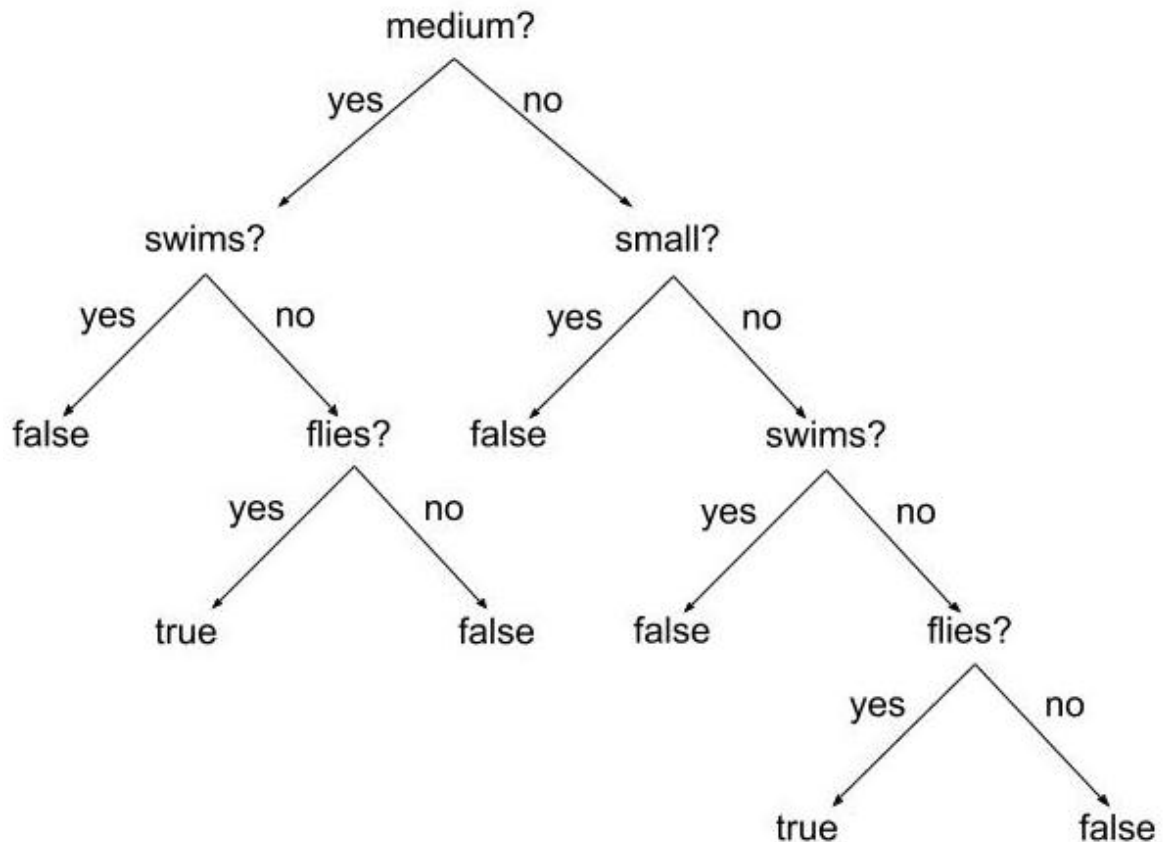 medium?
yes no
swims? small?
yes no yes no
false flies? false swims?
yes no yes no
true false false flies?
yes no
true false